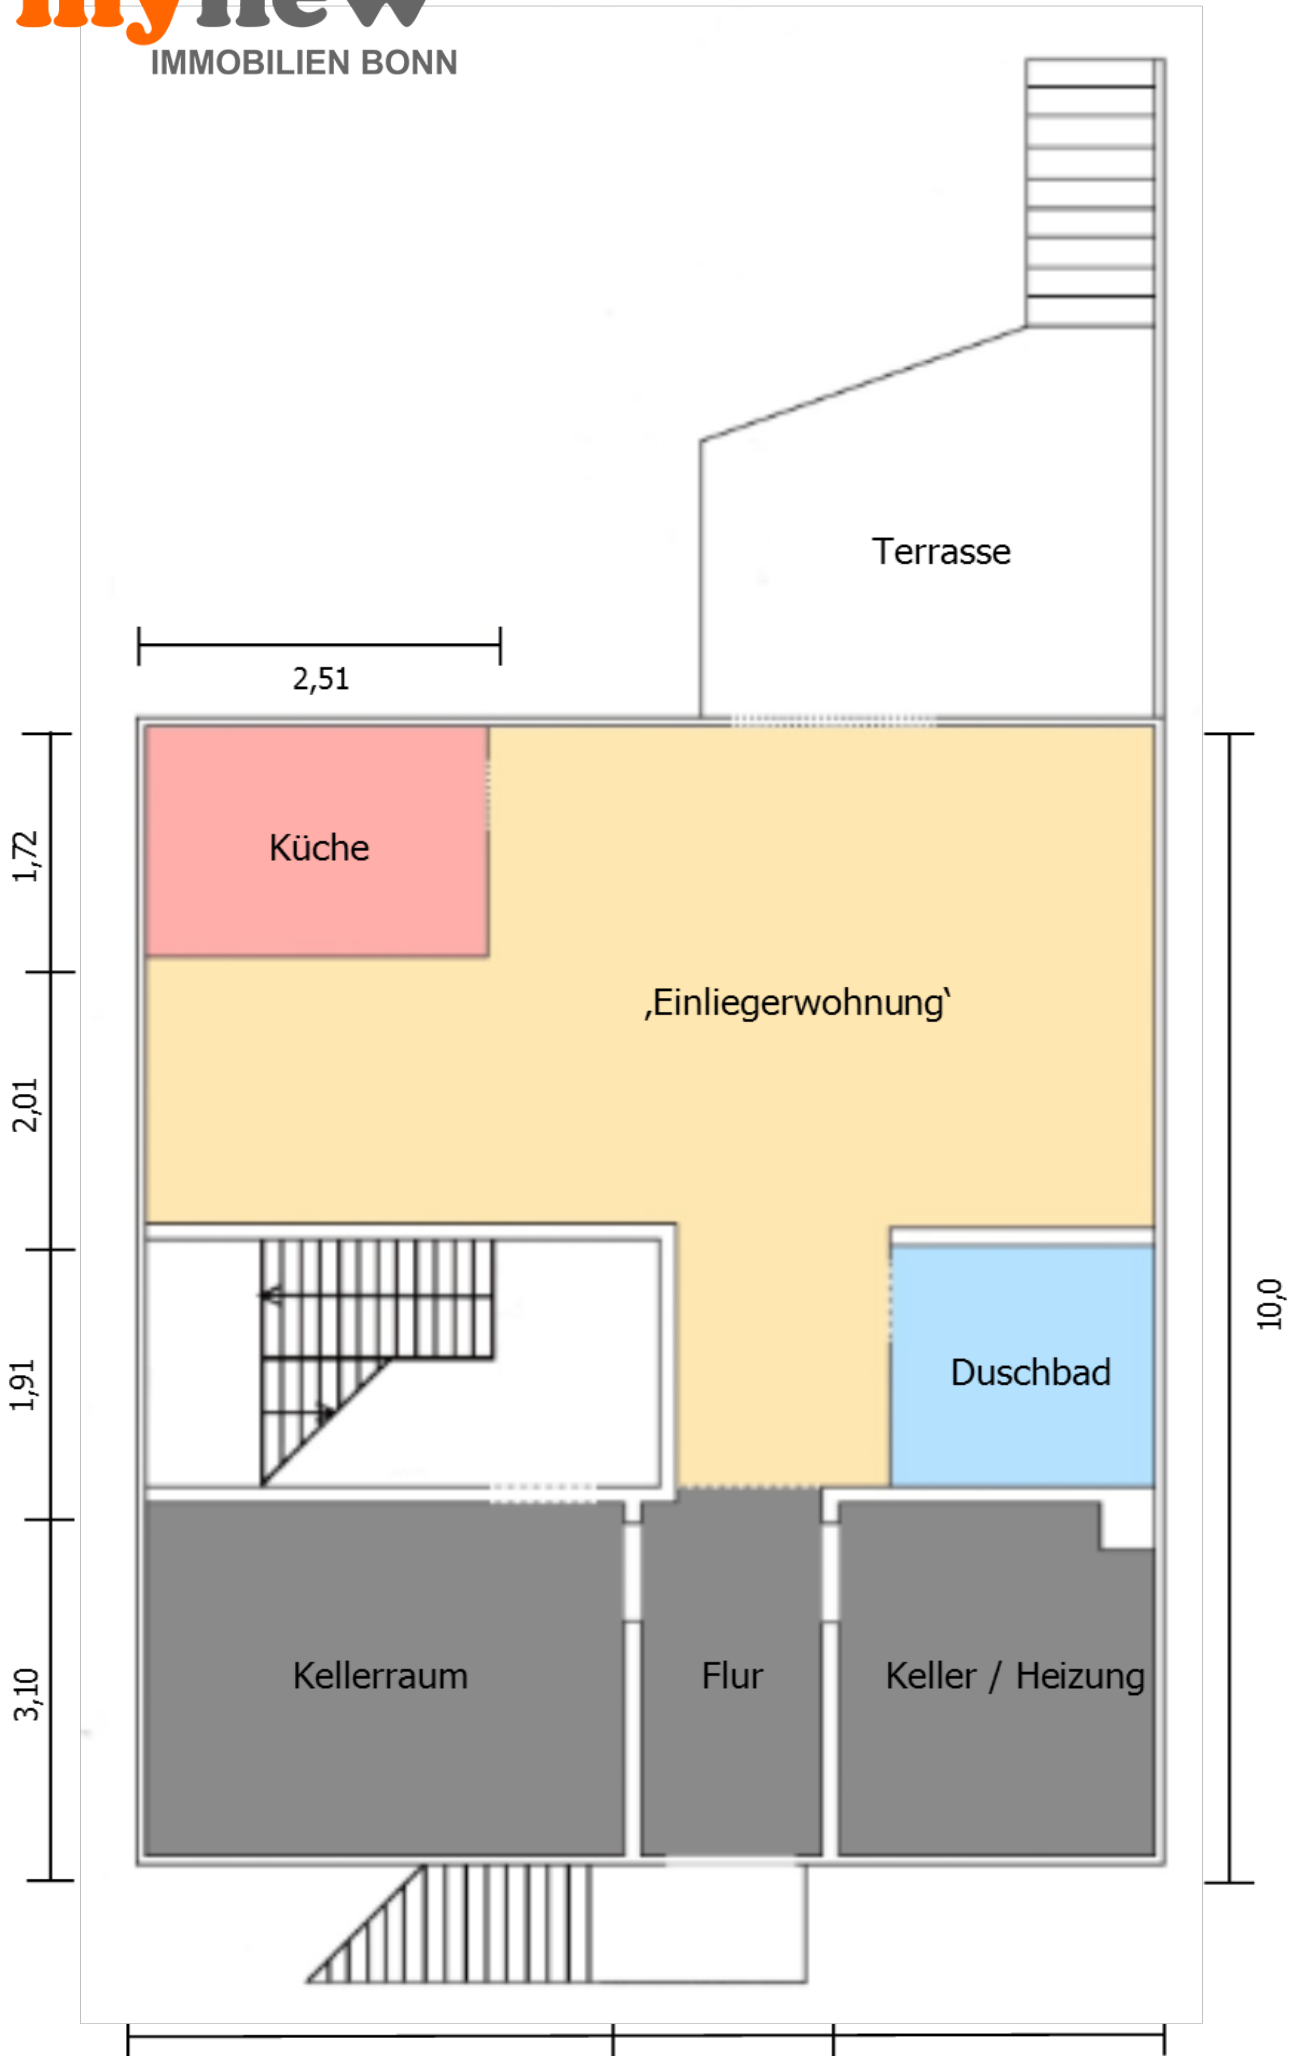 mynew
IMMOBILIEN BONN
Terrasse
2,51
1,72
Küche
‚Einliegerwohnung‘
2,01
10,0
1,91
Duschbad
3,10
Kellerraum
Flur
Keller / Heizung